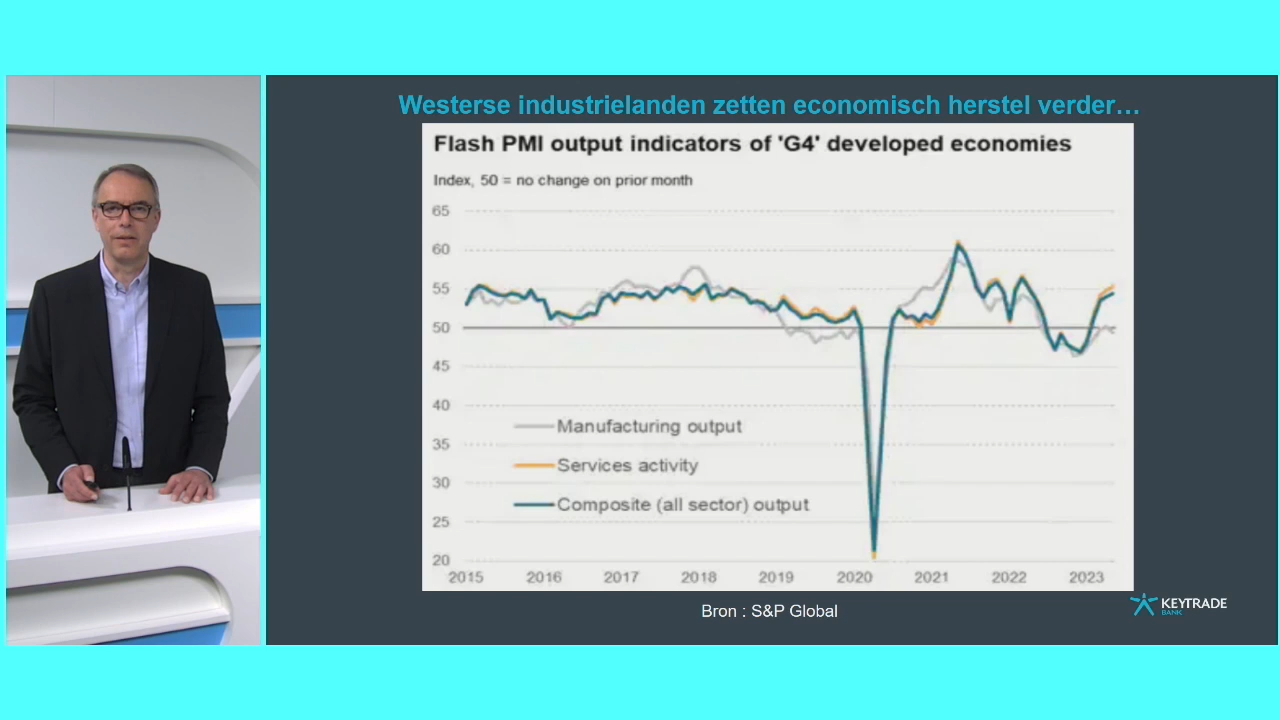 Westerse industrielanden zetten economisch herstel verder…
Flash PMI output indicators of 'G4' developed economies
Index, 50 = no change on prior month
65
60
55
50
45
40
35
30
25
20
Manufacturing output
Services activity
Composite (all sector) output
2015 2016 2017 2018 2019 2020 2021 2022 2023
Bron : S&P Global
KEYTRADE
BANK